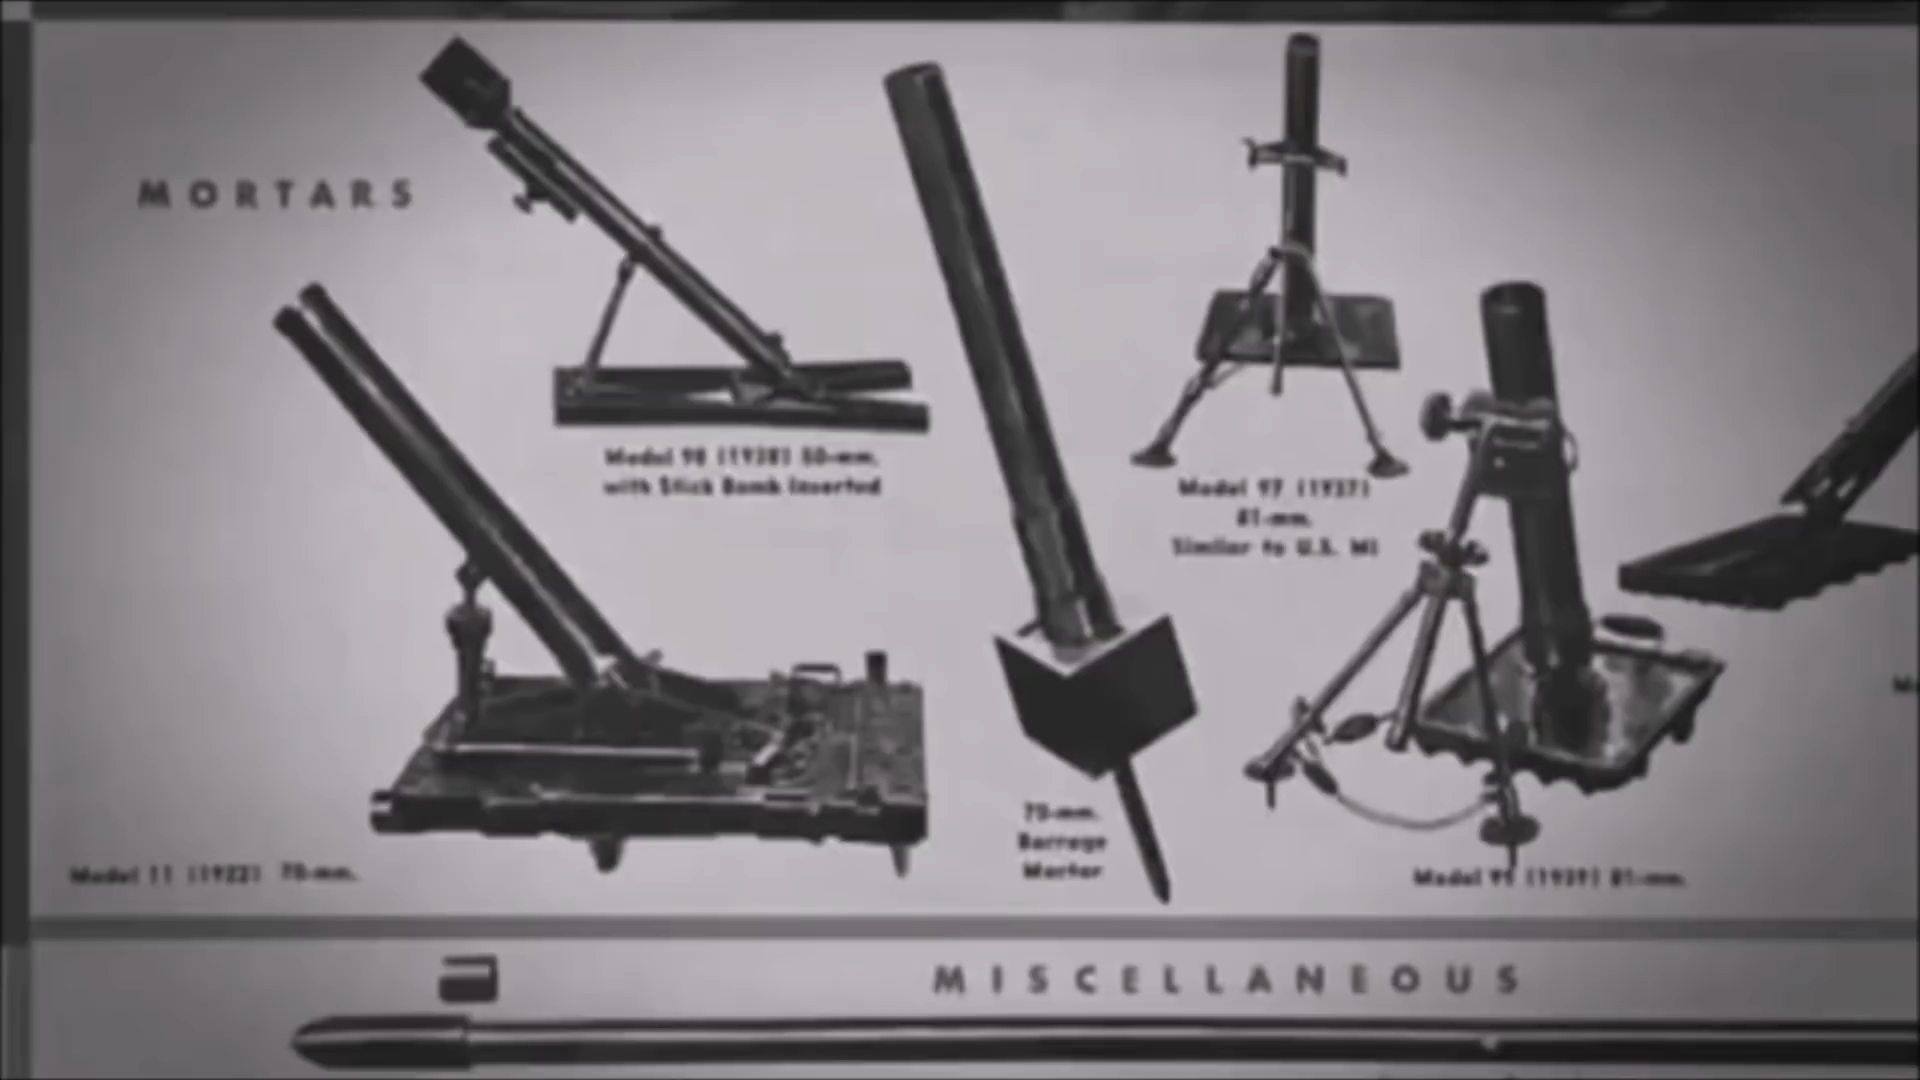 MORTARS
Model 98 (1938) 50-mm.
with Stick Bomb Inserted
Model 97 (1937)
81-mm.
Similar to U.S. M1
70-mm.
Barrage
Mortar
Model 11 (1922) 70-mm.
Model 99 (1939) 81-mm.
MISCELLANEOUS